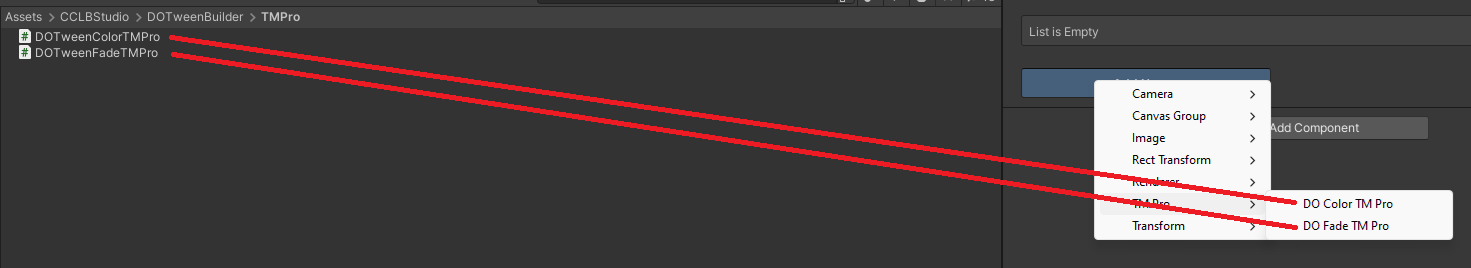 Assets > CCLBStudio > DOTweenBuilder > TMPro
DOTweenColorTMPro
DOTweenFadeTMPro
List is Empty
Add Component
Camera
Canvas Group
Image
Rect Transform
Renderer
TM Pro
Transform
DO Color TM Pro
DO Fade TM Pro